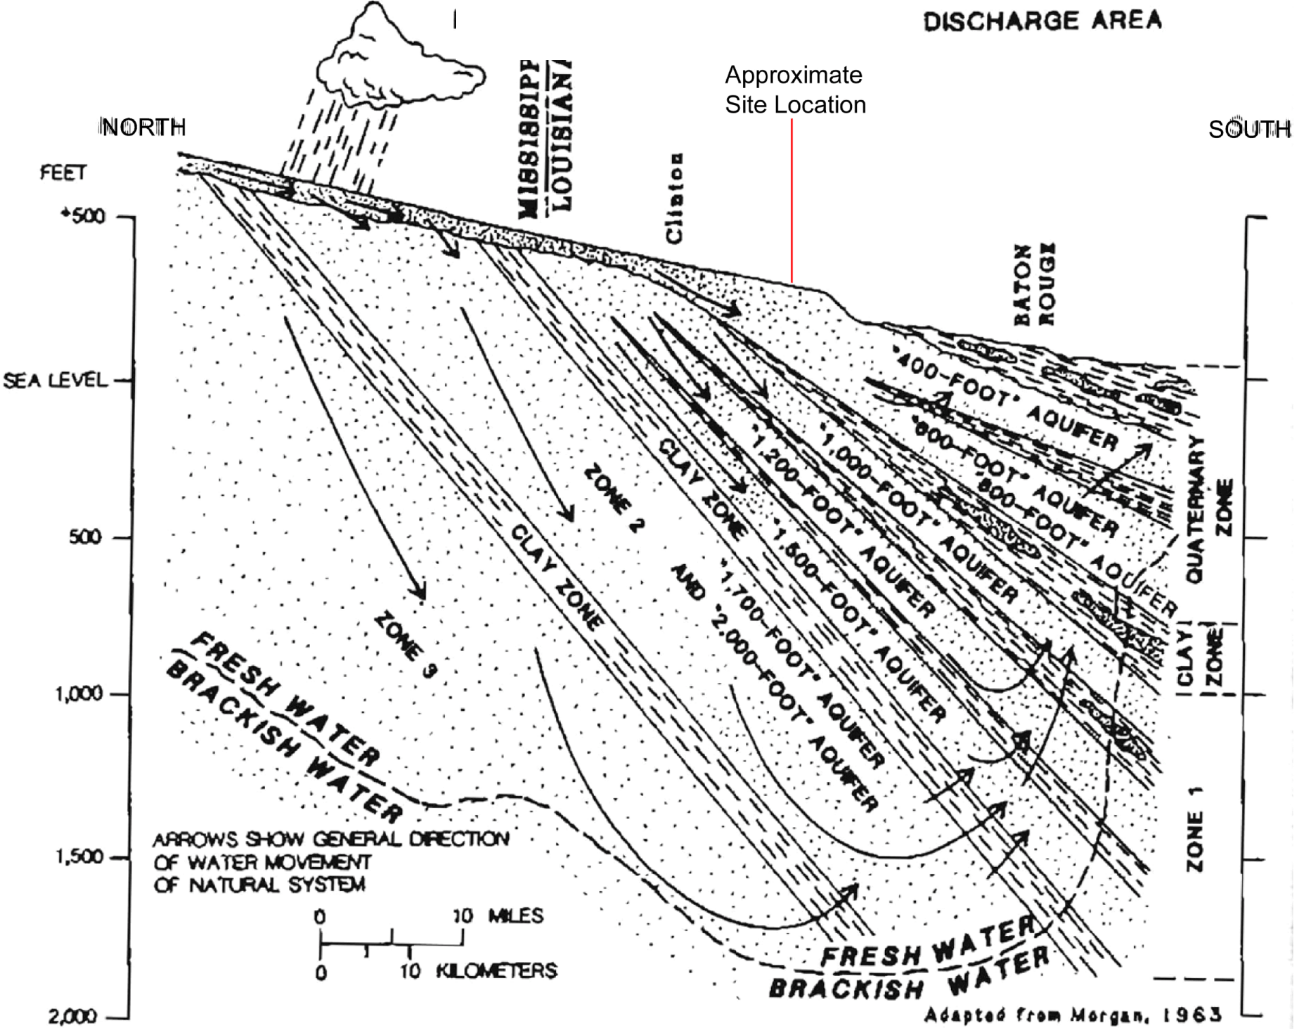 DISCHARGE AREA
Approximate
Site Location
MISSISSIPP
LOUISIAN
NORTH
SOUTH
FEET
Clinton
+500
BATON
ROUGE
SEA LEVEL
"400-FOOT" AQUIFER
"600-FOOT" AQUIFER
"800-FOOT" AQUIFER
"1,000-FOOT" AQUIFER
"1,200-FOOT" AQUIFER
"1,500-FOOT" AQUIFER
"1,700-FOOT" AQUIFER
AND "2,000-FOOT" AQUIFER
CLAY ZONE
ZONE 2
CLAY ZONE
ZONE 3
QUATERNARY
ZONE
CLAY
ZONE
ZONE 1
500
1,000
1,500
2,000
FRESH WATER
BRACKISH WATER
ARROWS SHOW GENERAL DIRECTION
OF WATER MOVEMENT
OF NATURAL SYSTEM
0 10 MILES
0 10 KILOMETERS
FRESH WATER
BRACKISH WATER
Adapted from Morgan, 1963